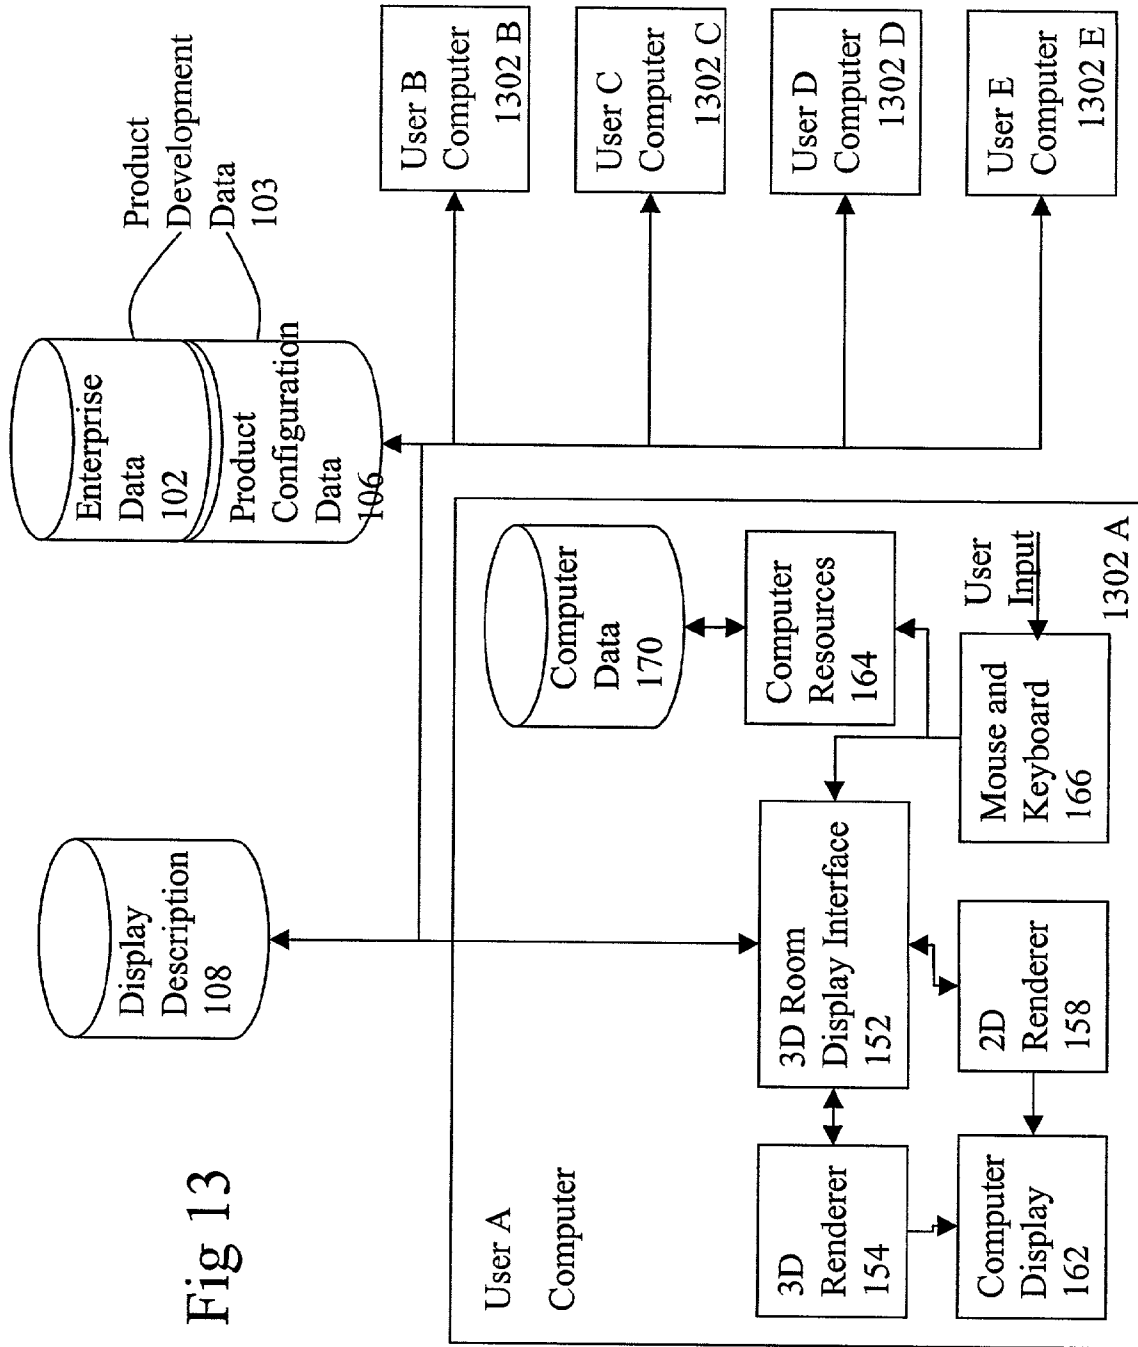 Fig 13
Display
Description
108
Enterprise
Data 102
Product
Configuration
Data 106
Product
Development
Data
103
User A
Computer
3D
Renderer
154
3D Room
Display Interface
152
Computer
Data
170
Computer
Resources
164
Computer
Display
162
2D
Renderer
158
Mouse and
Keyboard
166
User
Input
1302 A
User B
Computer
1302 B
User C
Computer
1302 C
User D
Computer
1302 D
User E
Computer
1302 E